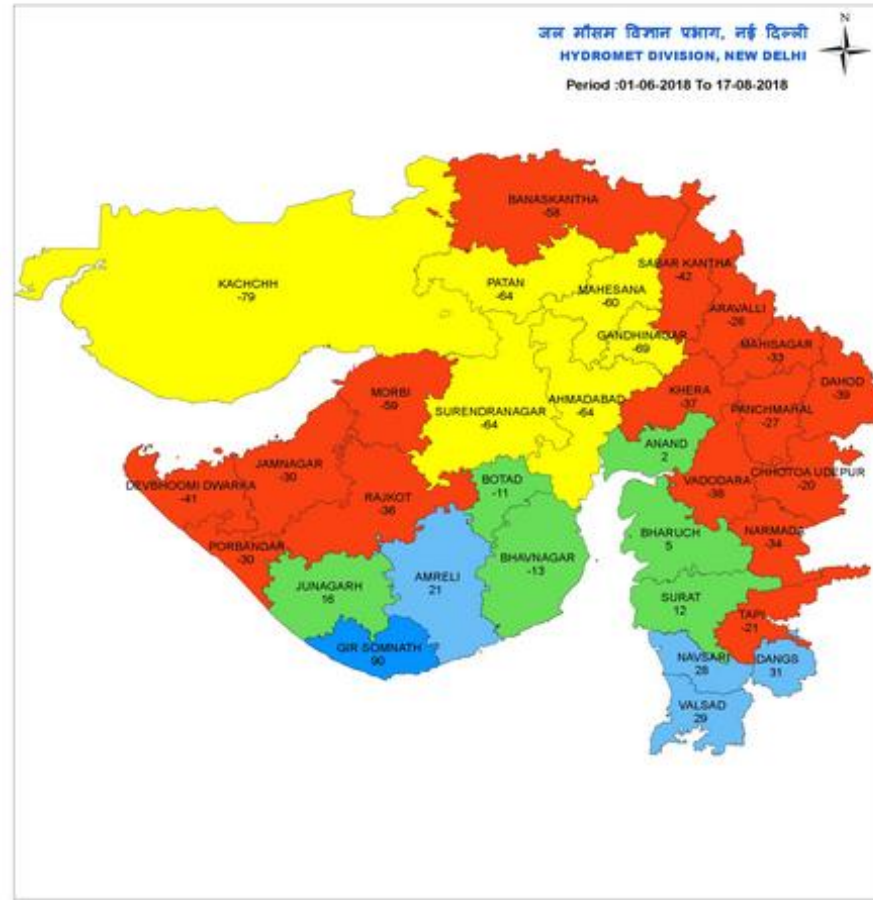 जल मौसम विज्ञान प्रभाग, नई दिल्ली
N
HYDROMET DIVISION, NEW DELHI
Period :01-06-2018 To 17-08-2018
BANASKANTHA
-58
KACHCHH
-79
PATAN
-64
MAHESANA
-60
SABAR KANTHA
-42
GANDHINAGAR
-69
ARAVALLI
-26
MAHISAGAR
-33
DAHOD
-39
MORBI
-59
SURENDRANAGAR
-64
AHMADABAD
-64
KHERA
-37
PANCHMAHAL
-27
ANAND
2
DEVBHOOMI DWARKA
-41
JAMNAGAR
-30
RAJKOT
-36
BOTAD
-11
VADODARA
-38
CHHOTOA UDEPUR
-20
PORBANDAR
-30
BHARUCH
5
NARMADA
-34
JUNAGARH
16
AMRELI
21
BHAVNAGAR
-13
SURAT
12
TAPI
-21
GIR SOMNATH
90
NAVSARI
28
DANGS
31
VALSAD
29